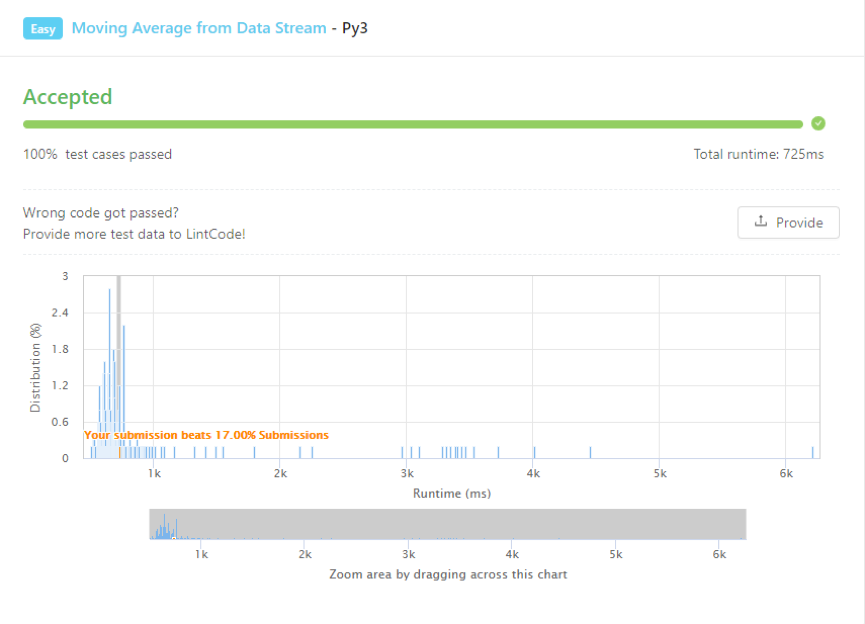 Easy Moving Average from Data Stream - Py3
Accepted
100% test cases passed Total runtime: 725ms
Wrong code got passed?
Provide more test data to LintCode!
Provide
3
2.4
1.8
1.2
0.6
0
Distribution (%)
Your submission beats 17.00% Submissions
1k 2k 3k 4k 5k 6k
Runtime (ms)
1k 2k 3k 4k 5k 6k
Zoom area by dragging across this chart